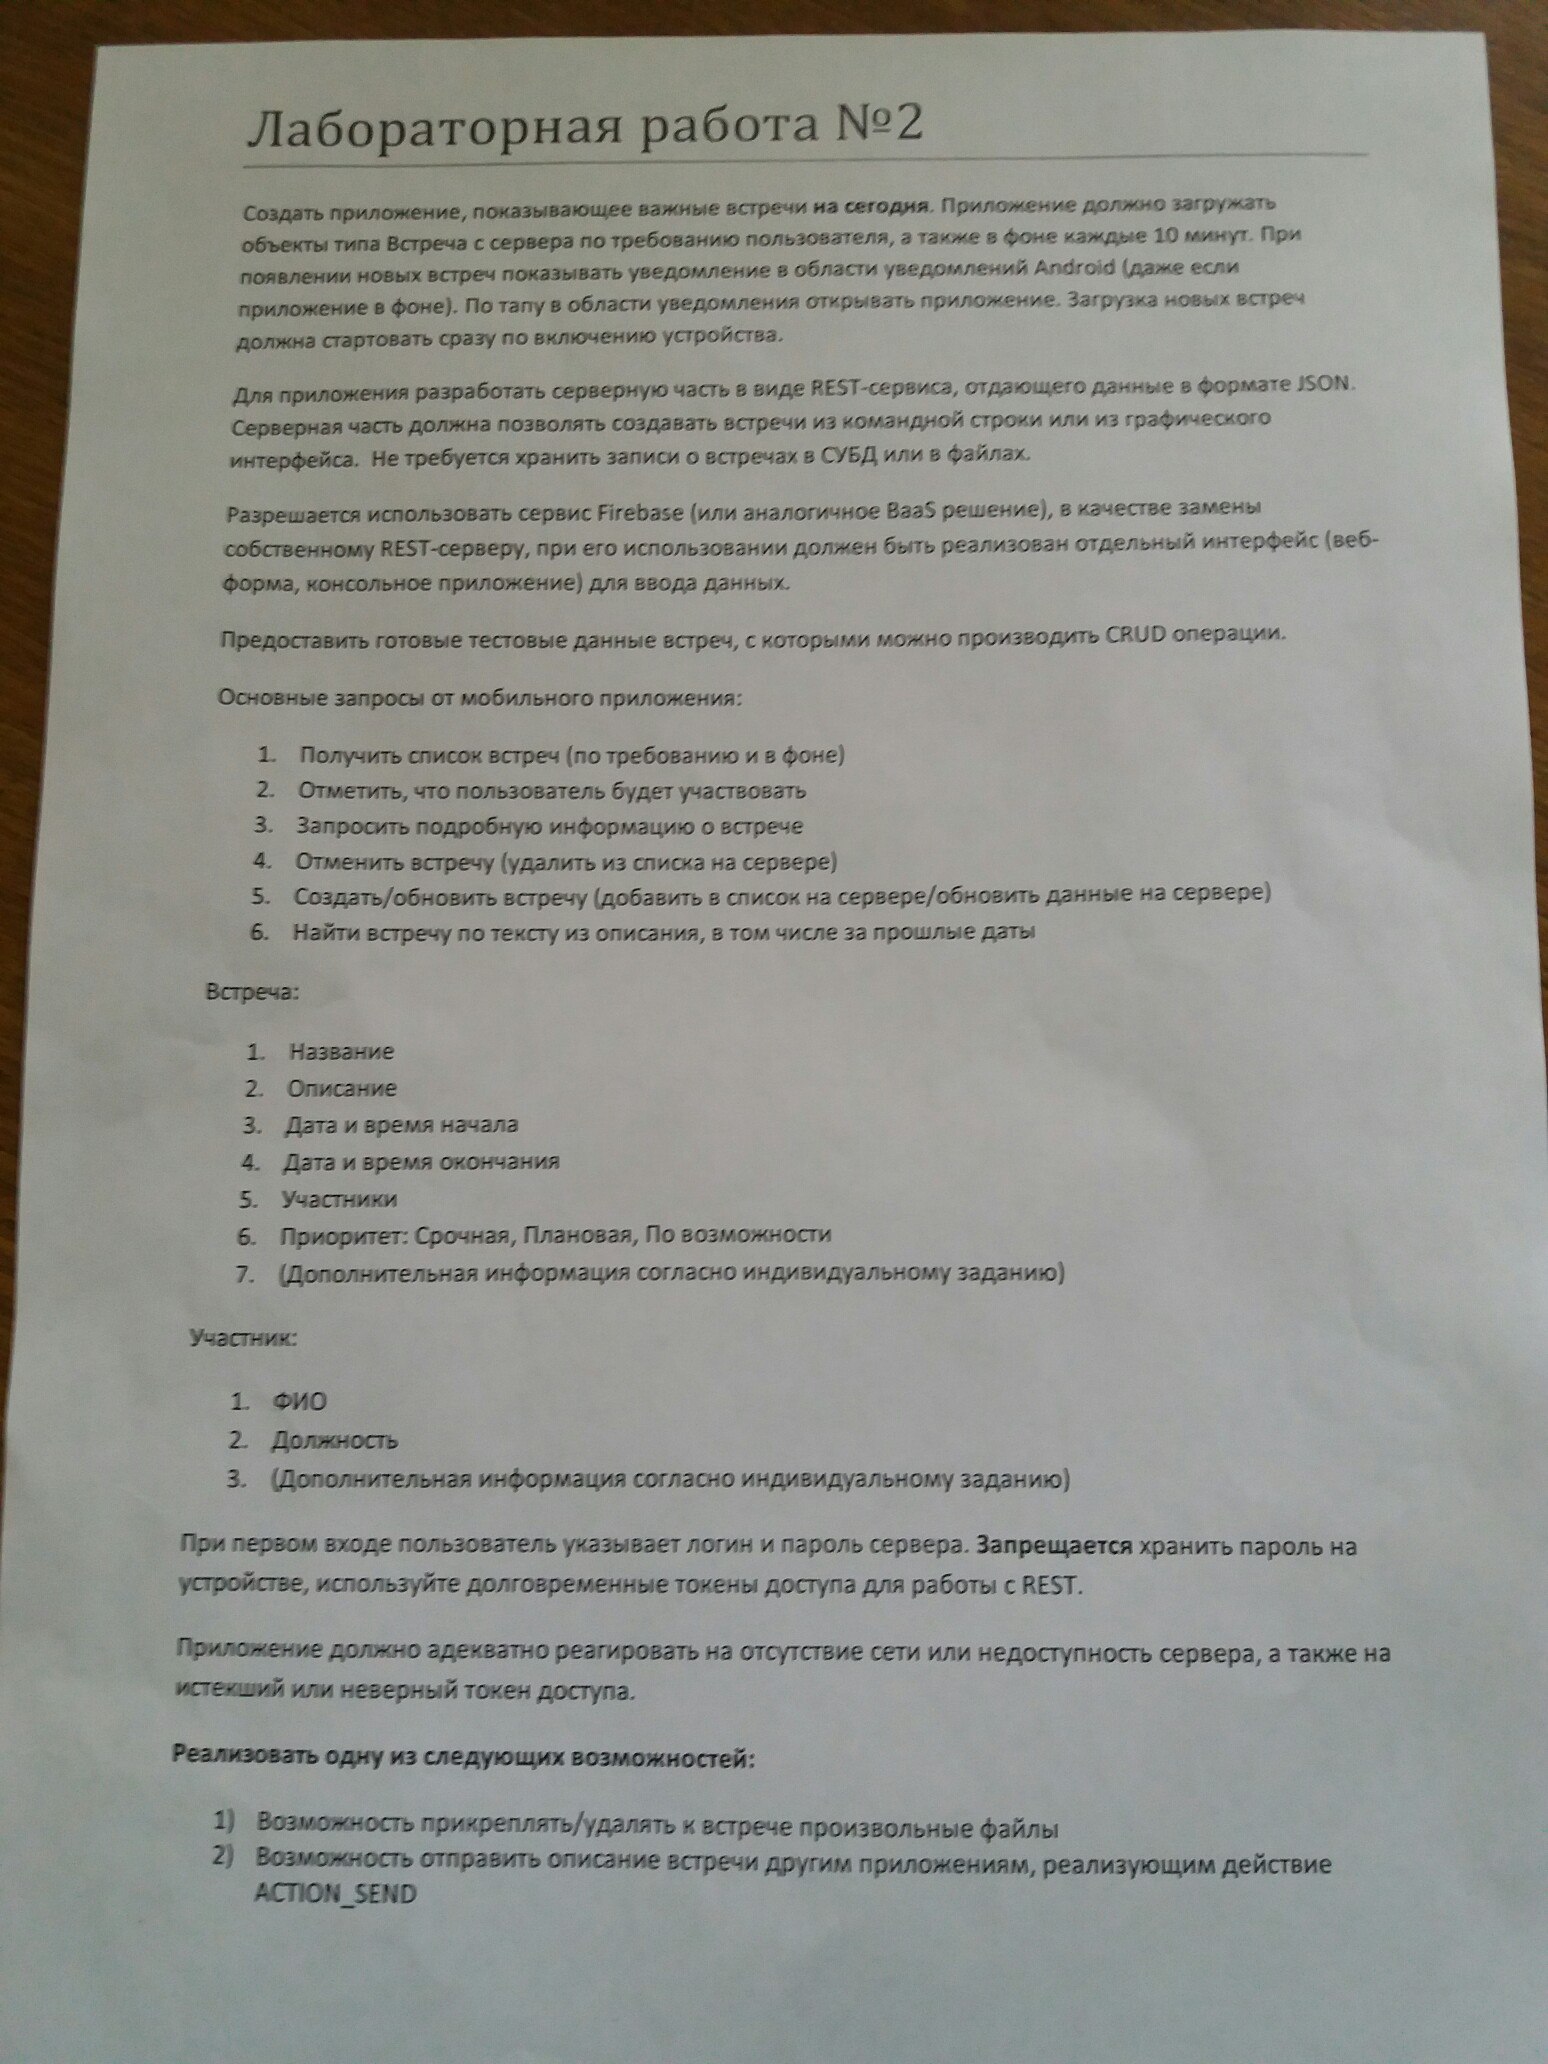 Лабораторная работа №2
Создать приложение, показывающее важные встречи на сегодня. Приложение должно загружать
объекты типа Встреча с сервера по требованию пользователя, а также в фоне каждые 10 минут. При
появлении новых встреч показывать уведомление в области уведомлений Android (даже если
приложение в фоне). По тапу в области уведомления открывать приложение. Загрузка новых встреч
должна стартовать сразу по включению устройства.
Для приложения разработать серверную часть в виде REST-сервиса, отдающего данные в формате JSON.
Серверная часть должна позволять создавать встречи из командной строки или из графического
интерфейса. Не требуется хранить записи о встречах в СУБД или в файлах.
Разрешается использовать сервис Firebase (или аналогичное BaaS решение), в качестве замены
собственному REST-серверу, при его использовании должен быть реализован отдельный интерфейс (веб-
форма, консольное приложение) для ввода данных.
Предоставить готовые тестовые данные встреч, с которыми можно производить CRUD операции.
Основные запросы от мобильного приложения:
1. Получить список встреч (по требованию и в фоне)
2. Отметить, что пользователь будет участвовать
3. Запросить подробную информацию о встрече
4. Отменить встречу (удалить из списка на сервере)
5. Создать/обновить встречу (добавить в список на сервере/обновить данные на сервере)
6. Найти встречу по тексту из описания, в том числе за прошлые даты
Встреча:
1. Название
2. Описание
3. Дата и время начала
4. Дата и время окончания
5. Участники
6. Приоритет: Срочная, Плановая, По возможности
7. (Дополнительная информация согласно индивидуальному заданию)
Участник:
1. ФИО
2. Должность
3. (Дополнительная информация согласно индивидуальному заданию)
При первом входе пользователь указывает логин и пароль сервера. Запрещается хранить пароль на
устройстве, используйте долговременные токены доступа для работы с REST.
Приложение должно адекватно реагировать на отсутствие сети или недоступность сервера, а также на
истекший или неверный токен доступа.
Реализовать одну из следующих возможностей:
1) Возможность прикреплять/удалять к встрече произвольные файлы
2) Возможность отправить описание встречи другим приложениям, реализующим действие
ACTION_SEND